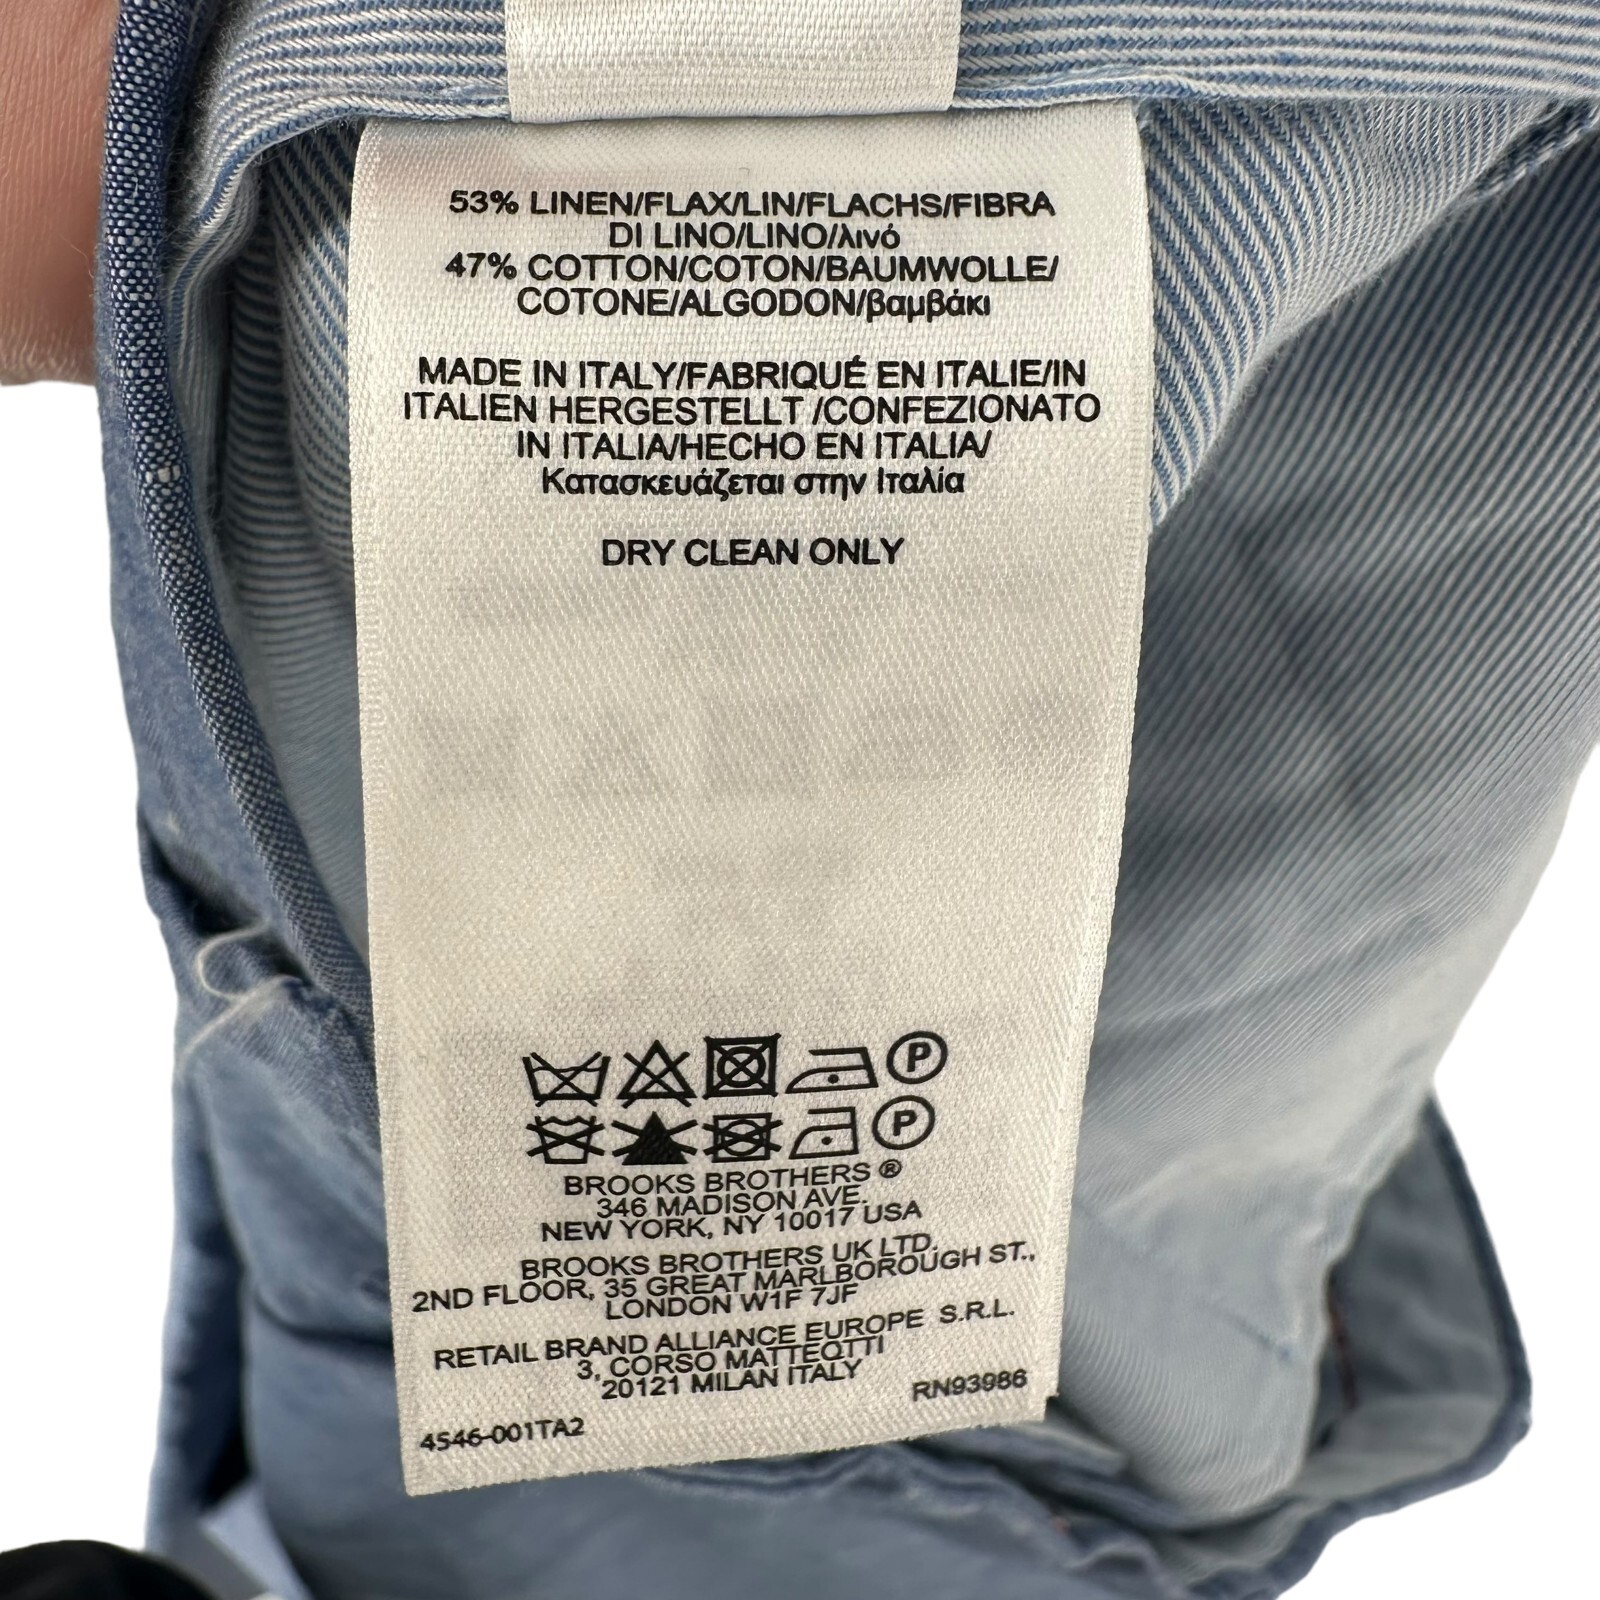 53% LINEN/FLAX/LIN/FLACHS/FIBRA
DI LINO/LINO/λινό
47% COTTON/COTON/BAUMWOLLE/
COTONE/ALGODON/βαμβάκι
MADE IN ITALY/FABRIQUÉ EN ITALIE/IN
ITALIEN HERGESTELLT /CONFEZIONATO
IN ITALIA/HECHO EN ITALIA/
Κατασκευάζεται στην Ιταλία
DRY CLEAN ONLY
P
P
BROOKS BROTHERS ®
346 MADISON AVE.
NEW YORK, NY 10017 USA
BROOKS BROTHERS UK LTD.
2ND FLOOR, 35 GREAT MARLBOROUGH ST.,
LONDON W1F 7JF
RETAIL BRAND ALLIANCE EUROPE S.R.L.
3, CORSO MATTEOTTI
20121 MILAN ITALY
RN93986
4546-001TA2